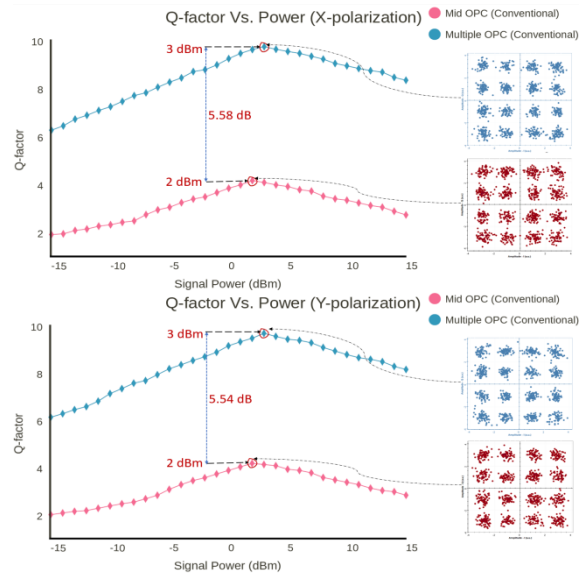 Q-factor Vs. Power (X-polarization)
Mid OPC (Conventional)
Multiple OPC (Conventional)
10
8
6
4
2
Q-factor
3 dBm
5.58 dB
2 dBm
-15
-10
-5
0
5
10
15
Signal Power (dBm)
Q-factor Vs. Power (Y-polarization)
Mid OPC (Conventional)
Multiple OPC (Conventional)
10
8
6
4
2
Q-factor
3 dBm
5.54 dB
2 dBm
-15
-10
-5
0
5
10
15
Signal Power (dBm)